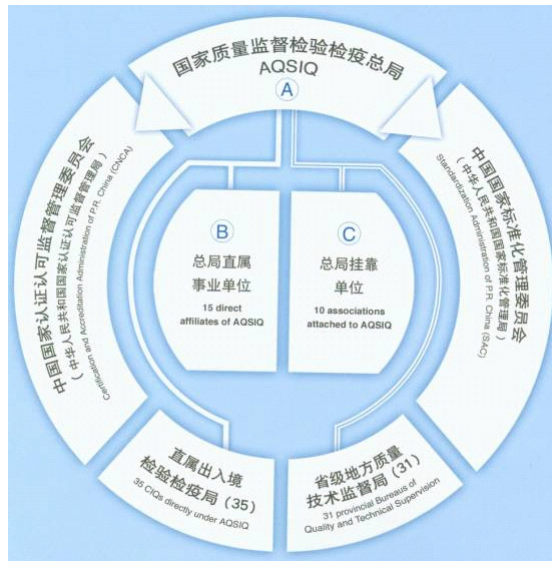 国家质量监督检验检疫总局
AQSIQ
A
中国国家认证认可监督管理委员会
(中华人民共和国国家认证认可监督管理局)
Certification and Accreditation Administration of P.R. China (CNCA)
中国国家标准化管理委员会
(中华人民共和国国家标准化管理局)
Standardization Administration of P.R. China (SAC)
B
总局直属
事业单位
15 direct
affiliates of AQSIQ
C
总局挂靠
单位
10 associations
attached to AQSIQ
直属出入境
检验检疫局(35)
35 CIQs directly under AQSIQ
省级地方质量
技术监督局(31)
31 provincial Bureaus of
Quality and Technical Supervision